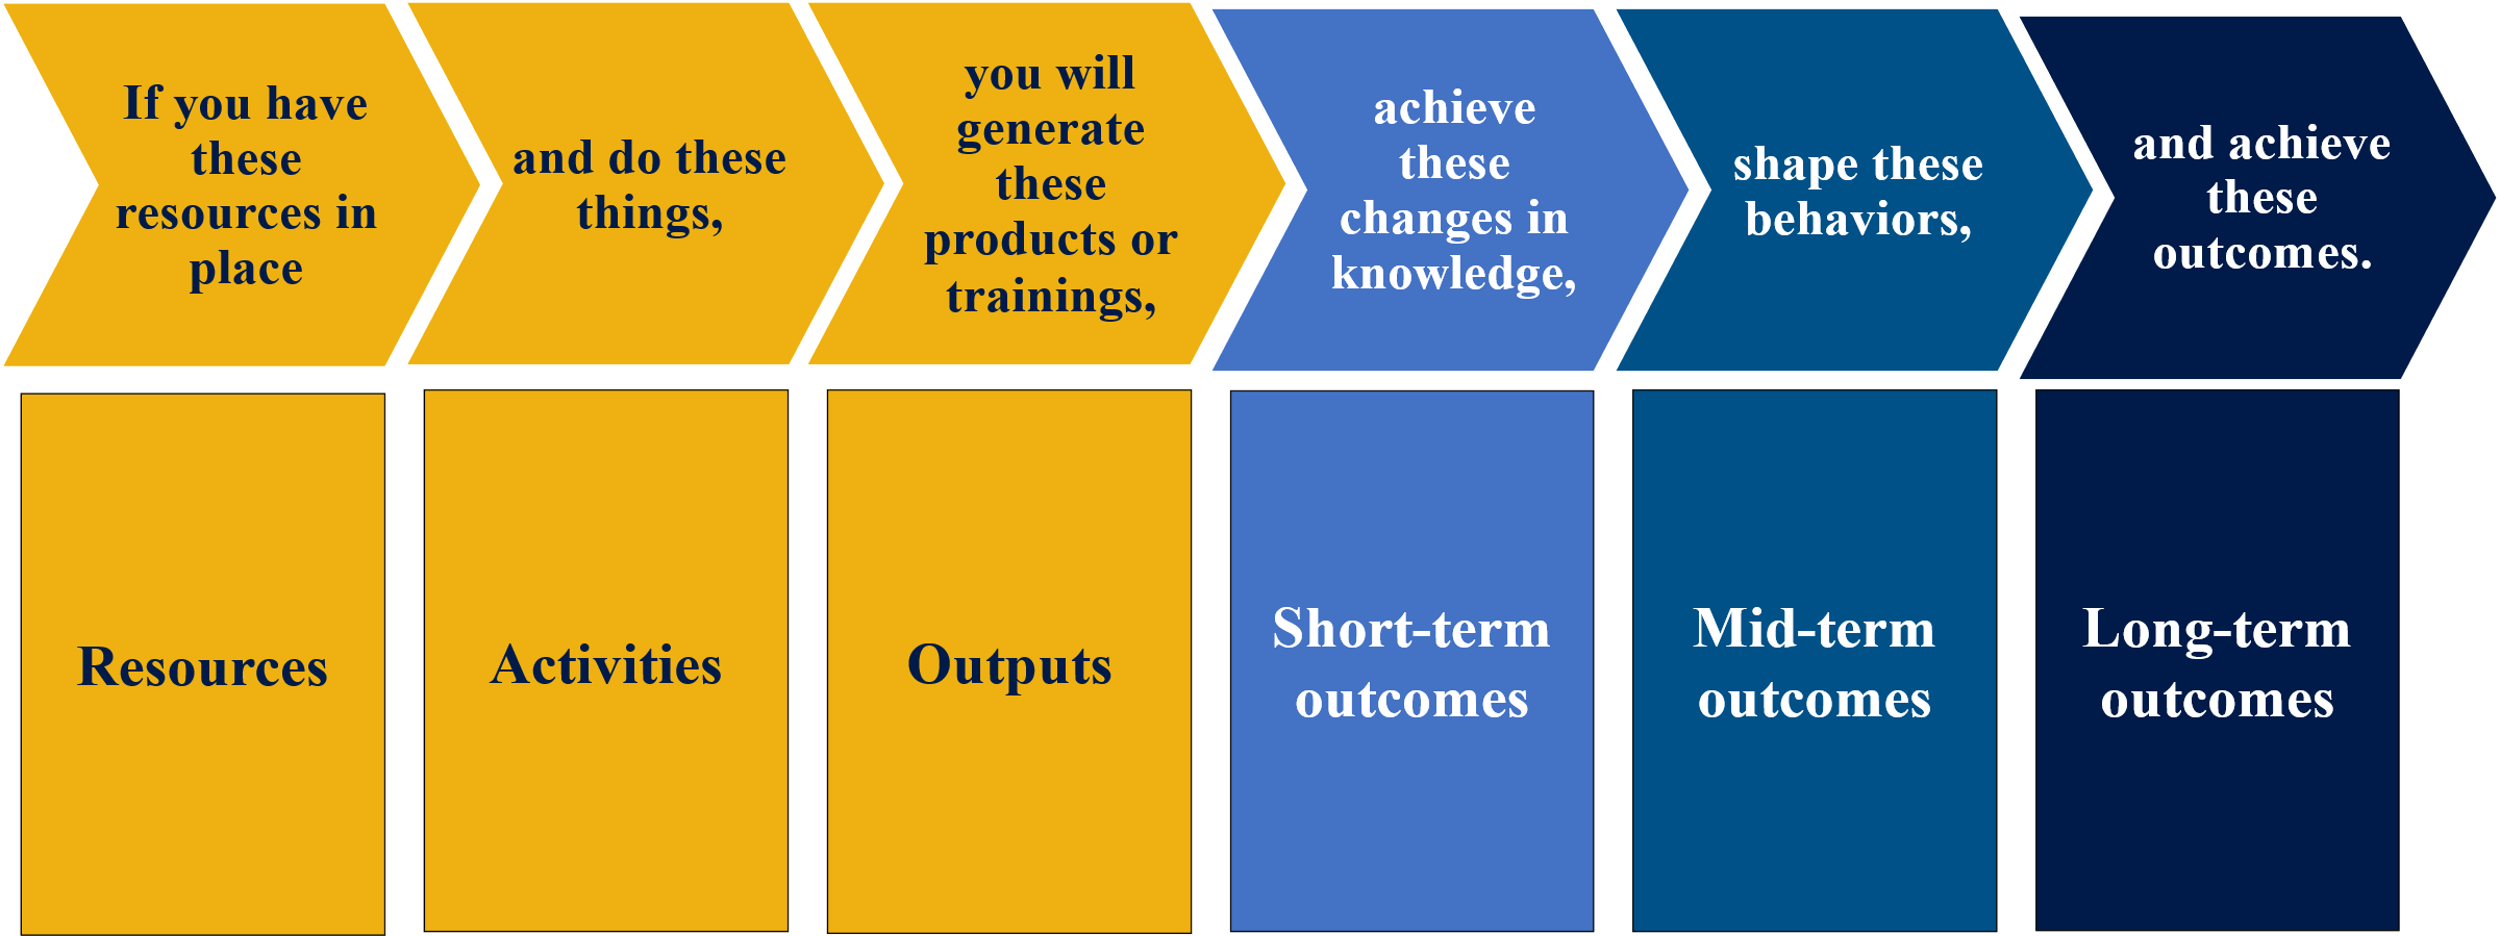 If you have
these
resources in
place
and do these
things,
you will
generate
these
products or
trainings,
achieve
these
changes in
knowledge,
shape these
behaviors,
and achieve
these
outcomes.
Resources
Activities
Outputs
Short-term
outcomes
Mid-term
outcomes
Long-term
outcomes